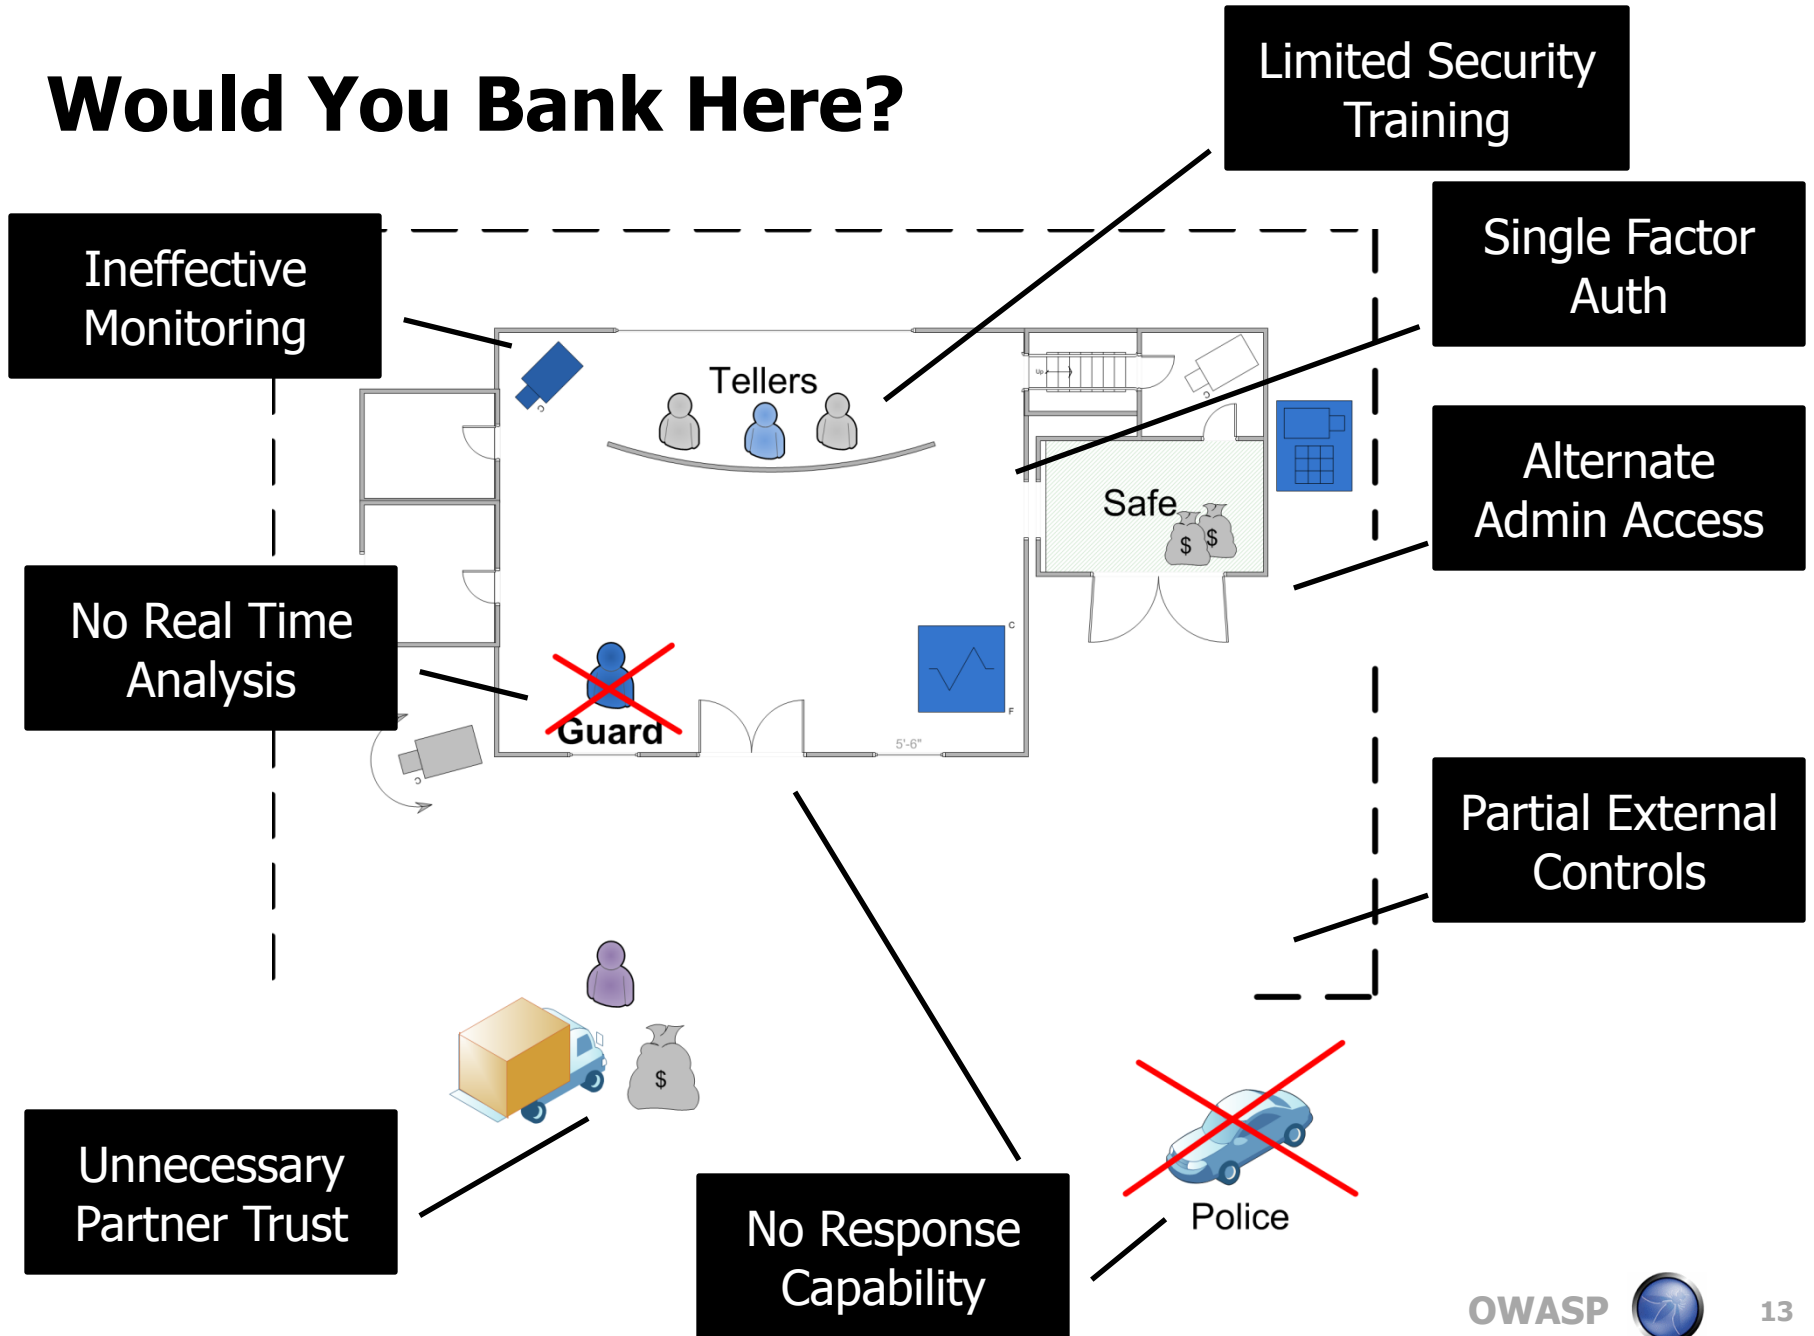 Would You Bank Here?
Limited Security
Training
Ineffective
Monitoring
Single Factor
Auth
Tellers
Up
C
C
Alternate
Admin Access
Safe
$ $
No Real Time
Analysis
Guard
C
F
5'-6"
C
Partial External
Controls
$
Unnecessary
Partner Trust
No Response
Capability
Police
OWASP
13